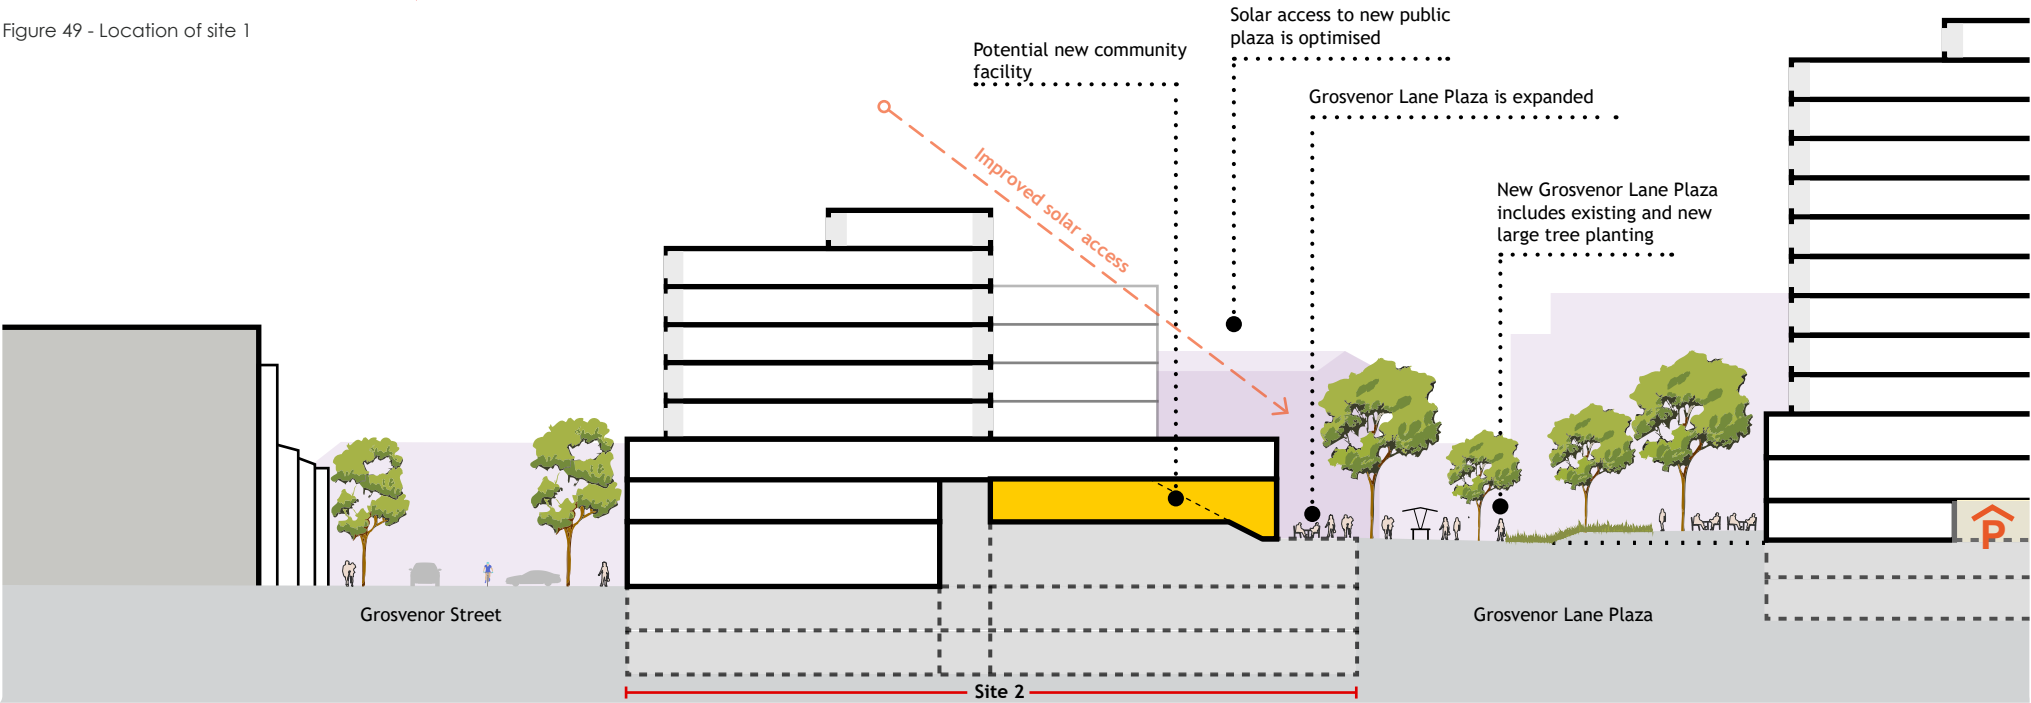 Figure 49 - Location of site 1
Solar access to new public
plaza is optimised
Potential new community
facility
Grosvenor Lane Plaza is expanded
Improved solar access
New Grosvenor Lane Plaza
includes existing and new
large tree planting
P
Grosvenor Street
Grosvenor Lane Plaza
Site 2